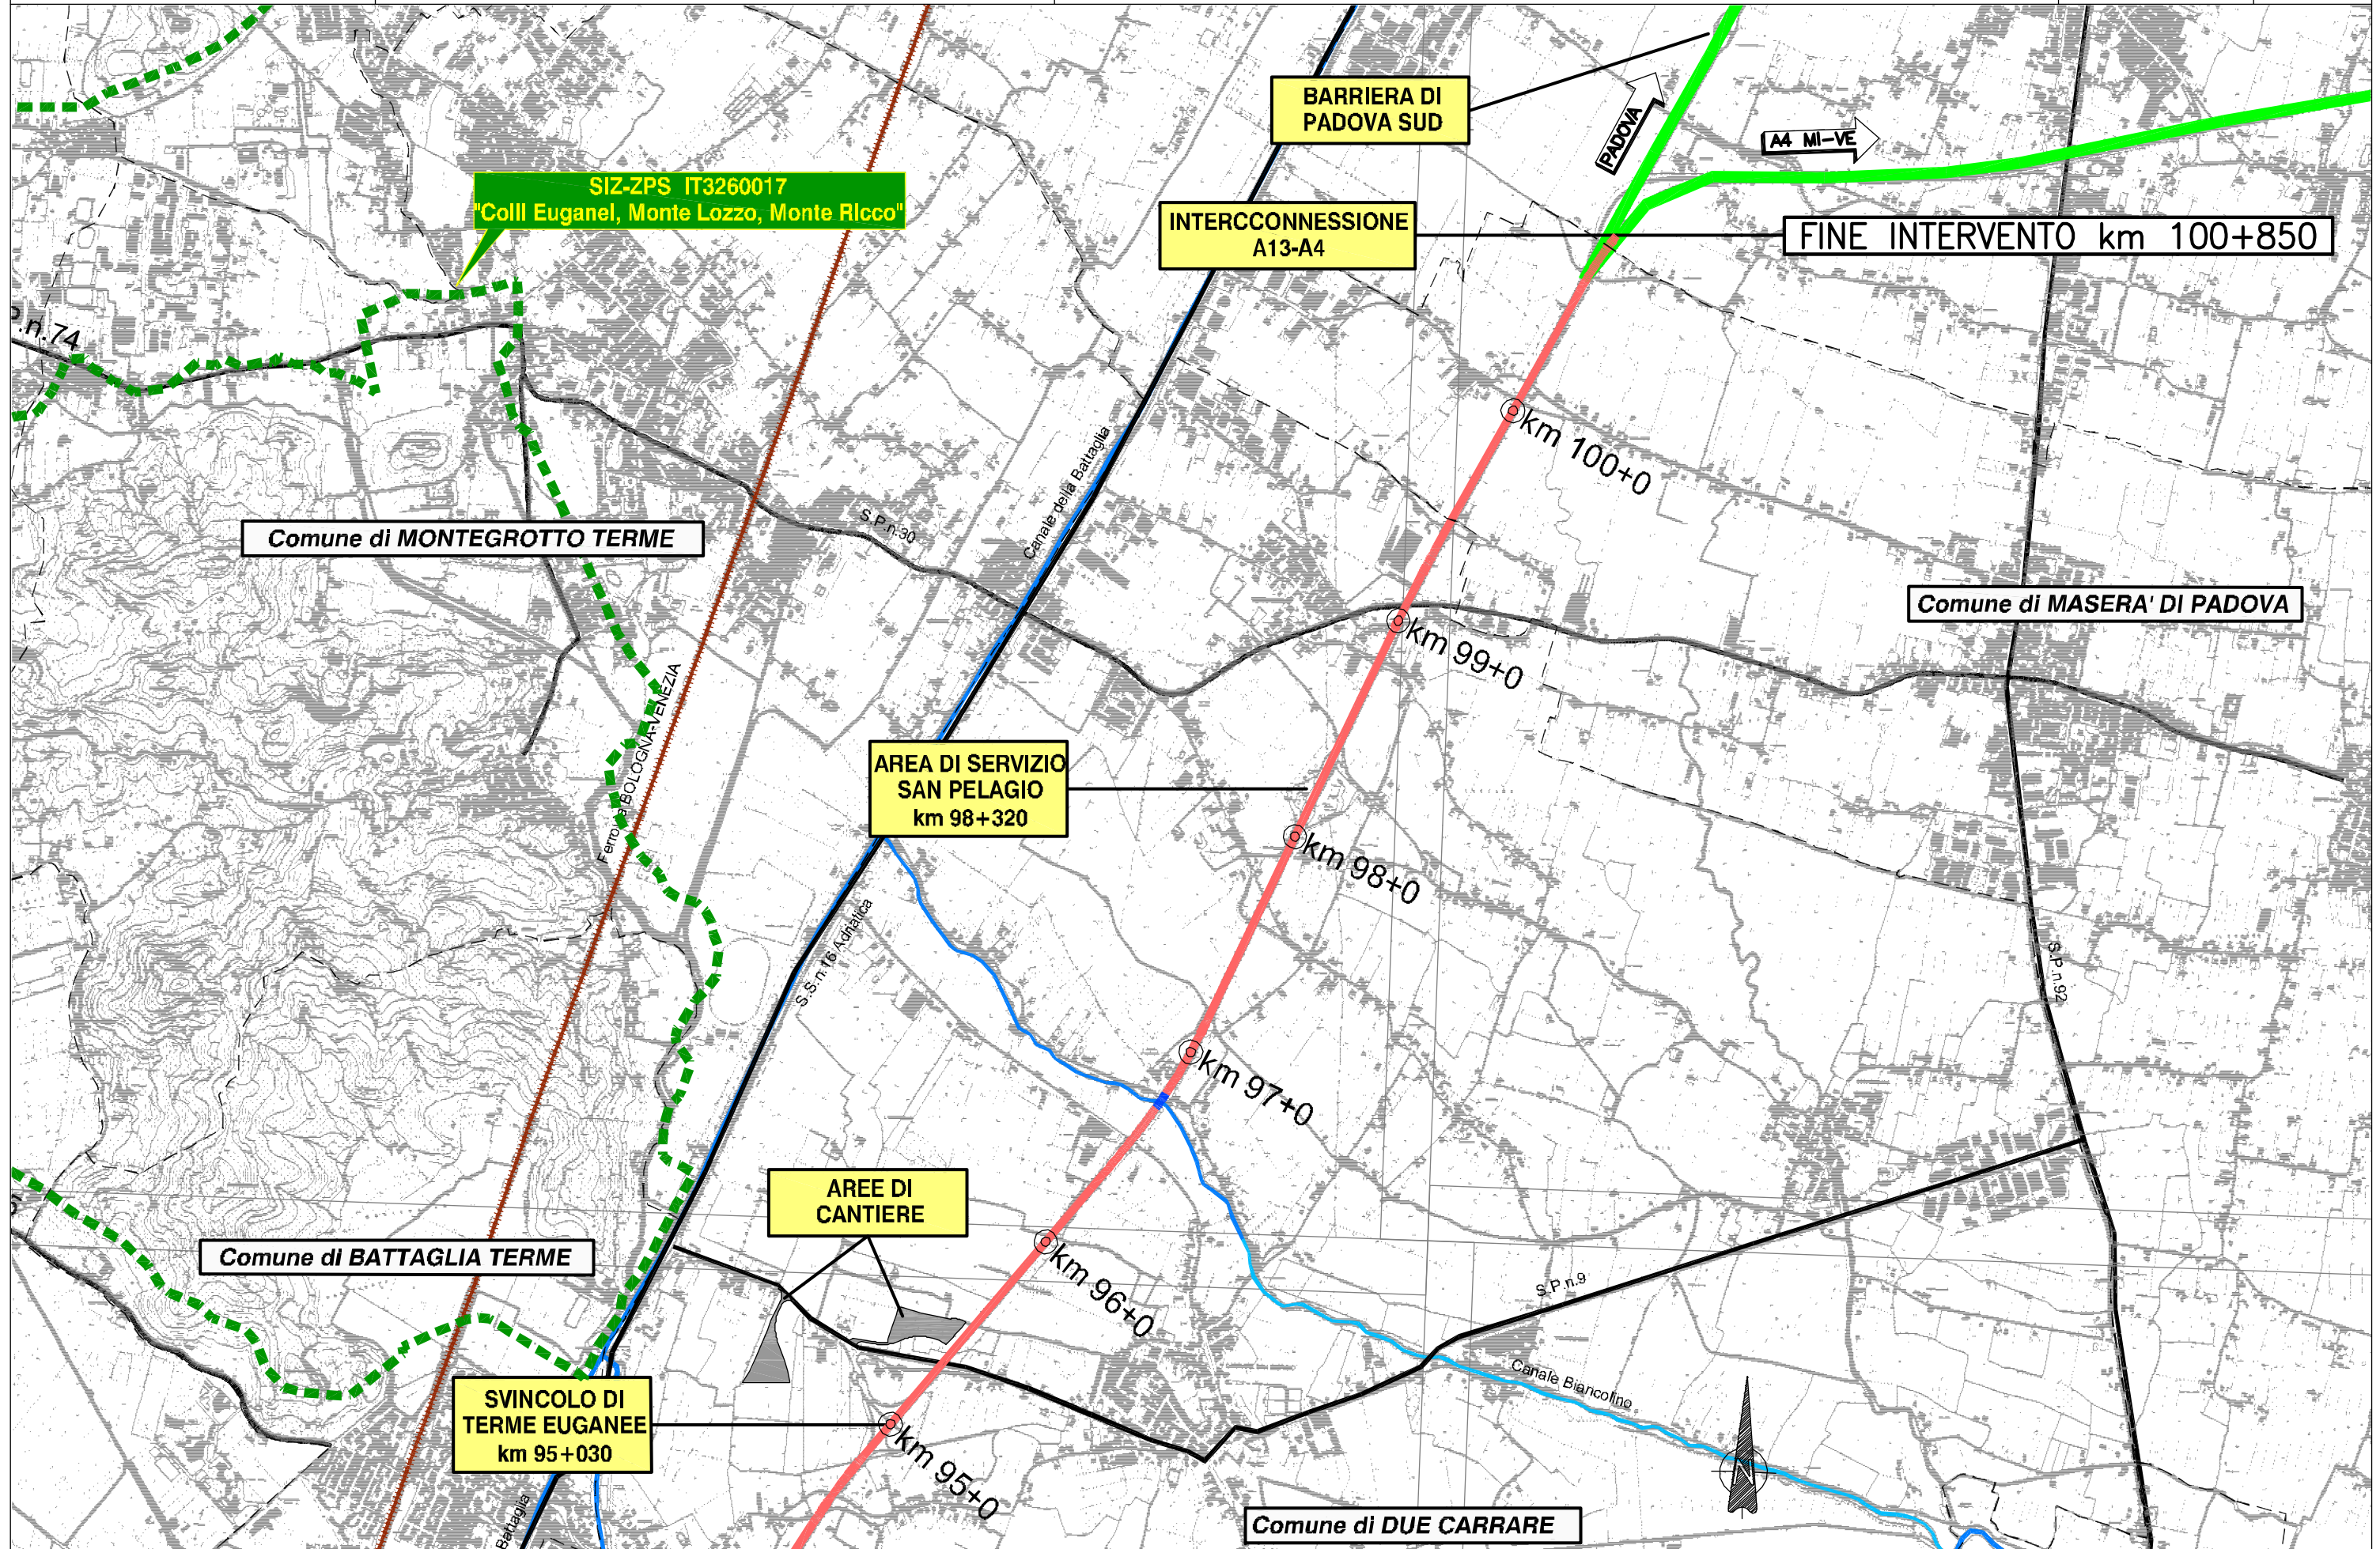 BARRIERA DI
PADOVA SUD
PADOVA
A4 MI-VE
SIZ-ZPS IT3260017
"Colli Euganei, Monte Lozzo, Monte Ricco"
INTERCCONNESSIONE
A13-A4
FINE INTERVENTO km 100+850
P.n.74
km 100+0
Canale della Battaglia
S.P.n.30
Comune di MONTEGROTTO TERME
Comune di MASERA' DI PADOVA
km 99+0
Ferrovia BOLOGNA-VENEZIA
AREA DI SERVIZIO
SAN PELAGIO
km 98+320
km 98+0
S.S.n.16 Adriatica
S.P.n.92
km 97+0
AREE DI
CANTIERE
Comune di BATTAGLIA TERME
km 96+0
S.P.n.9
Canale Biancolino
SVINCOLO DI
TERME EUGANEE
km 95+030
km 95+0
Battaglia
N
Comune di DUE CARRARE